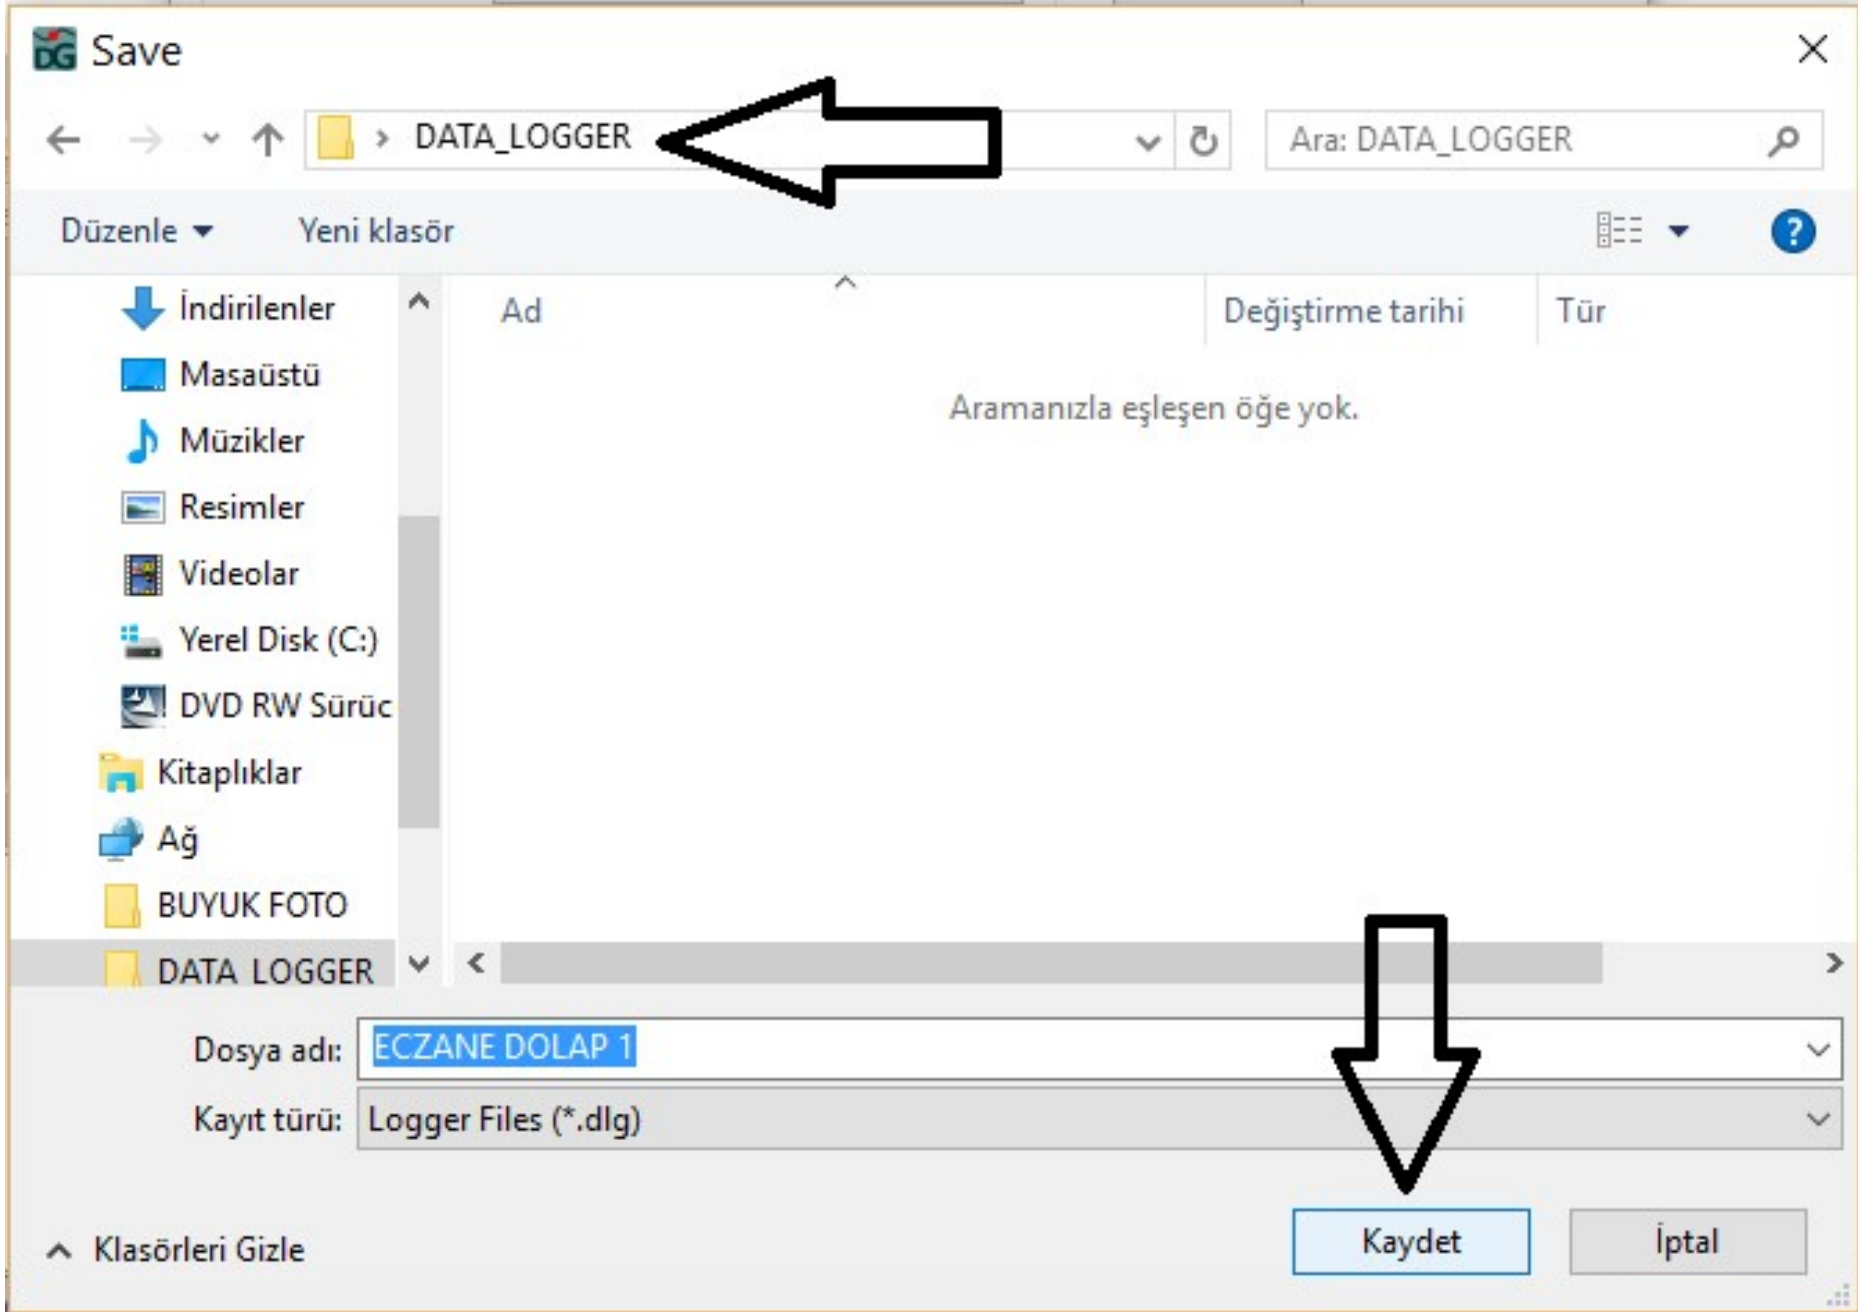 DG Save
DATA_LOGGER
Ara: DATA_LOGGER
Düzenle
Yeni klasör
?
İndirilenler
Masaüstü
Müzikler
Resimler
Videolar
Yerel Disk (C:)
DVD RW Sürüc
Kitaplıklar
Ağ
BUYUK FOTO
DATA_LOGGER
Ad
Değiştirme tarihi
Tür
Aramanızla eşleşen öğe yok.
Dosya adı: ECZANE DOLAP 1
Kayıt türü: Logger Files (*.dlg)
Klasörleri Gizle
Kaydet
İptal